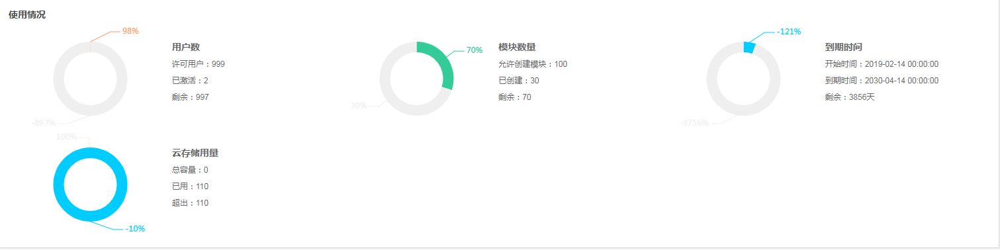 使用情况
98%
用户数
许可用户：999
已激活：2
剩余：997
-897%
70%
模块数量
允许创建模块：100
已创建：30
剩余：70
30%
-121%
到期时间
开始时间：2019-02-14 00:00:00
到期时间：2030-04-14 00:00:00
剩余：3856天
-3756%
100%
云存储用量
总容量：0
已用：110
超出：110
-10%